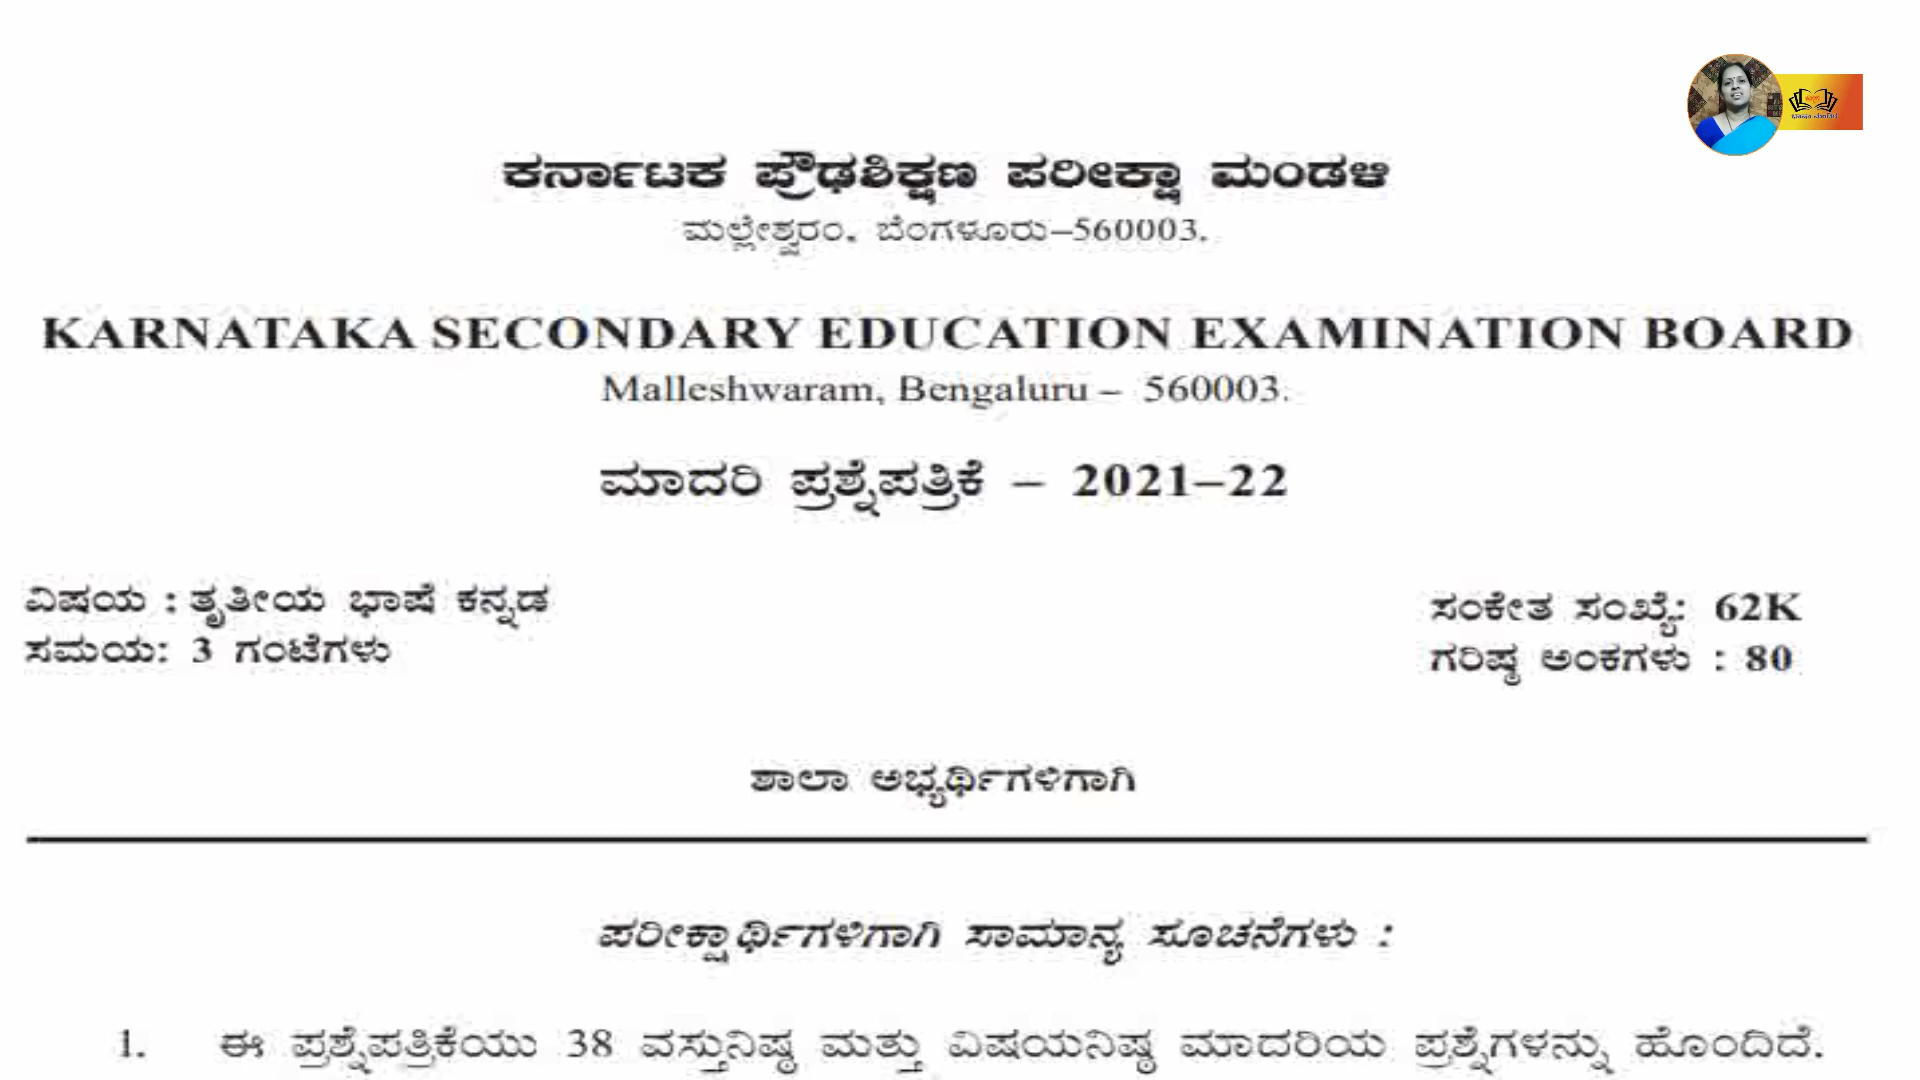 ಕರ್ನಾಟಕ ಪ್ರೌಢಶಿಕ್ಷಣ ಪರೀಕ್ಷಾ ಮಂಡಳಿ
ಮಲ್ಲೇಶ್ವರಂ, ಬೆಂಗಳೂರು–560003.
KARNATAKA SECONDARY EDUCATION EXAMINATION BOARD
Malleshwaram, Bengaluru – 560003.
ಮಾದರಿ ಪ್ರಶ್ನೆಪತ್ರಿಕೆ – 2021–22
ವಿಷಯ : ತೃತೀಯ ಭಾಷೆ ಕನ್ನಡ
ಸಂಕೇತ ಸಂಖ್ಯೆ: 62K
ಸಮಯ: 3 ಗಂಟೆಗಳು
ಗರಿಷ್ಠ ಅಂಕಗಳು : 80
ಶಾಲಾ ಅಭ್ಯರ್ಥಿಗಳಿಗಾಗಿ
ಪರೀಕ್ಷಾರ್ಥಿಗಳಿಗಾಗಿ ಸಾಮಾನ್ಯ ಸೂಚನೆಗಳು :
1. ಈ ಪ್ರಶ್ನೆಪತ್ರಿಕೆಯು 38 ವಸ್ತುನಿಷ್ಠ ಮತ್ತು ವಿಷಯನಿಷ್ಠ ಮಾದರಿಯ ಪ್ರಶ್ನೆಗಳನ್ನು ಹೊಂದಿದೆ.